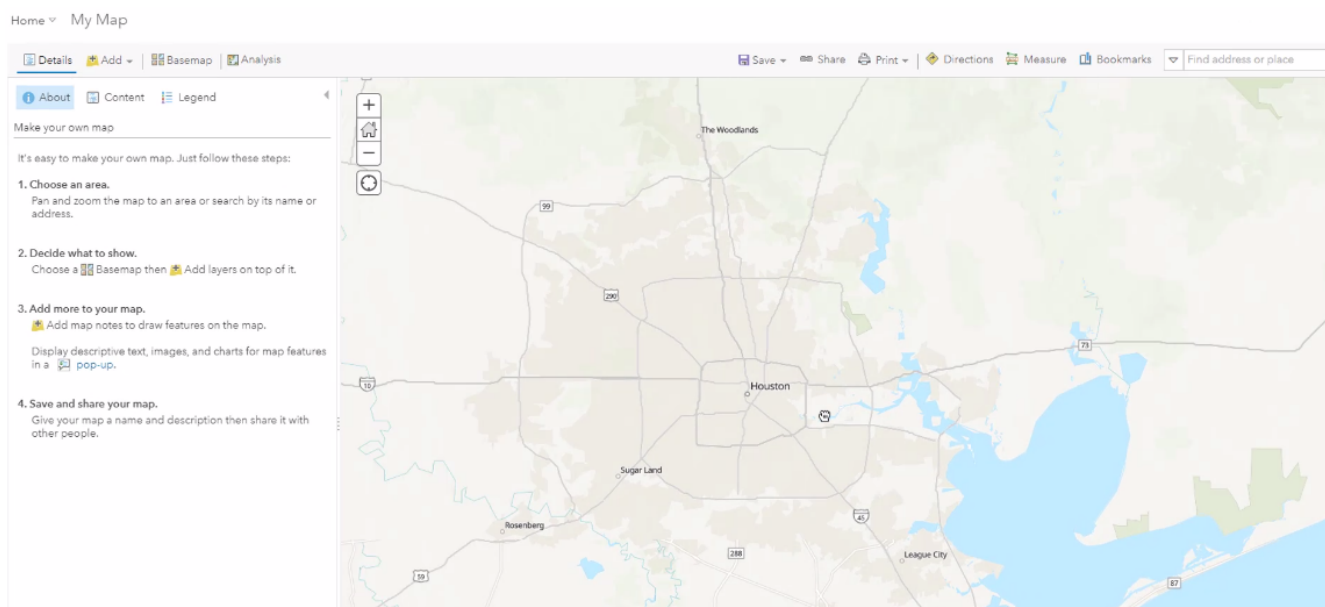 Home My Map
Details Add Basemap Analysis Save Share Print Directions Measure Bookmarks Find address or place
About Content Legend
Make your own map
It's easy to make your own map. Just follow these steps:
1. Choose an area.
Pan and zoom the map to an area or search by its name or
address.
2. Decide what to show.
Choose a Basemap then Add layers on top of it.
3. Add more to your map.
Add map notes to draw features on the map.
Display descriptive text, images, and charts for map features
in a pop-up.
4. Save and share your map.
Give your map a name and description then share it with
other people.
The Woodlands
99
290
73
10
Houston
Sugar Land
Rosenberg
45
288
League City
59
87